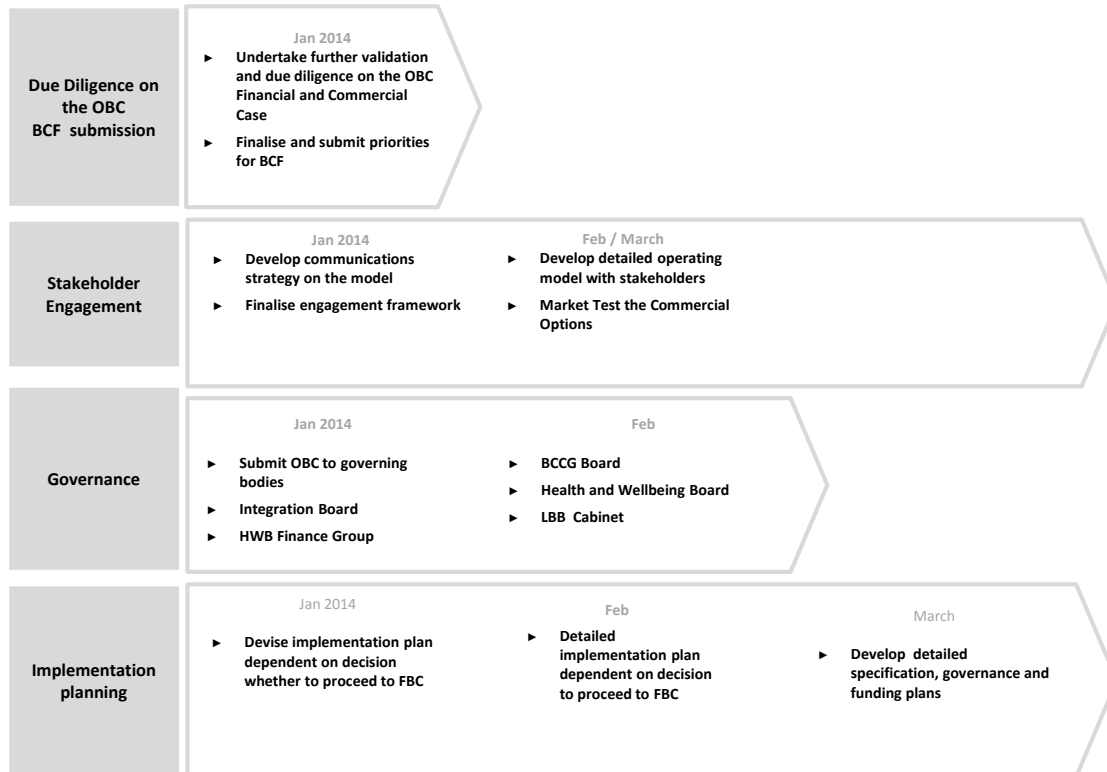 Due Diligence on
the OBC
BCF submission
Jan 2014
► Undertake further validation
and due diligence on the OBC
Financial and Commercial
Case
► Finalise and submit priorities
for BCF
Stakeholder
Engagement
Jan 2014
► Develop communications
strategy on the model
► Finalise engagement framework
Feb / March
► Develop detailed operating
model with stakeholders
► Market Test the Commercial
Options
Governance
Jan 2014
► Submit OBC to governing
bodies
► Integration Board
► HWB Finance Group
Feb
► BCCG Board
► Health and Wellbeing Board
► LBB Cabinet
Implementation
planning
Jan 2014
► Devise implementation plan
dependent on decision
whether to proceed to FBC
Feb
► Detailed
implementation plan
dependent on decision
to proceed to FBC
March
► Develop detailed
specification, governance and
funding plans